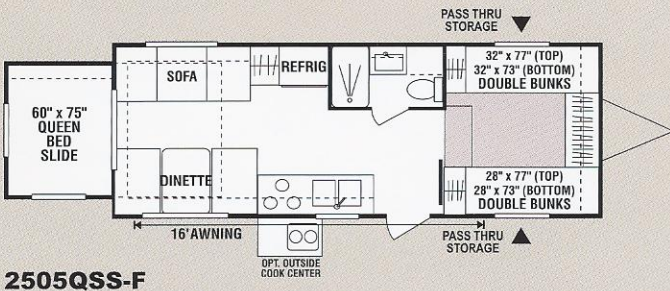 PASS THRU
STORAGE
32" x 77" (TOP)
32" x 73" (BOTTOM)
DOUBLE BUNKS
SOFA
REFRIG
60" x 75"
QUEEN
BED
SLIDE
DINETTE
28" x 77" (TOP)
28" x 73" (BOTTOM)
DOUBLE BUNKS
16' AWNING
PASS THRU
STORAGE
OPT. OUTSIDE
COOK CENTER
2505QSS-F